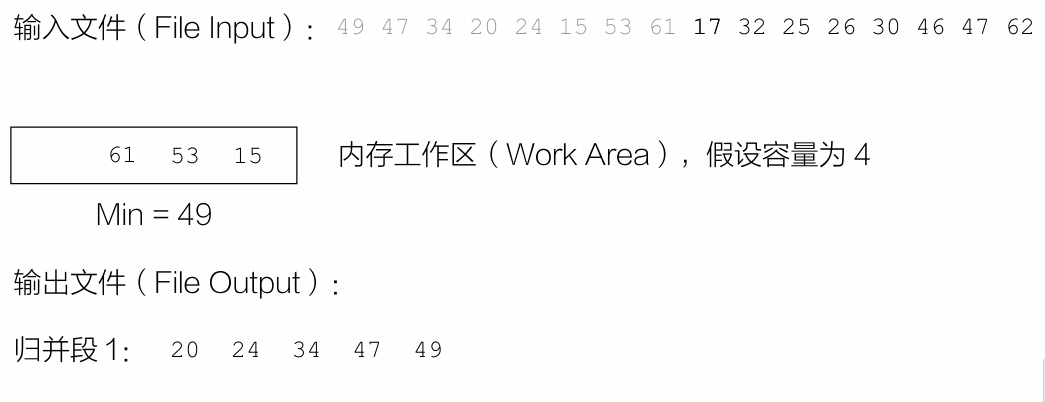 输入文件（File Input）: 49 47 34 20 24 15 53 61 17 32 25 26 30 46 47 62
61 53 15 内存工作区（Work Area），假设容量为 4
Min = 49
输出文件（File Output）:
归并段 1: 20 24 34 47 49